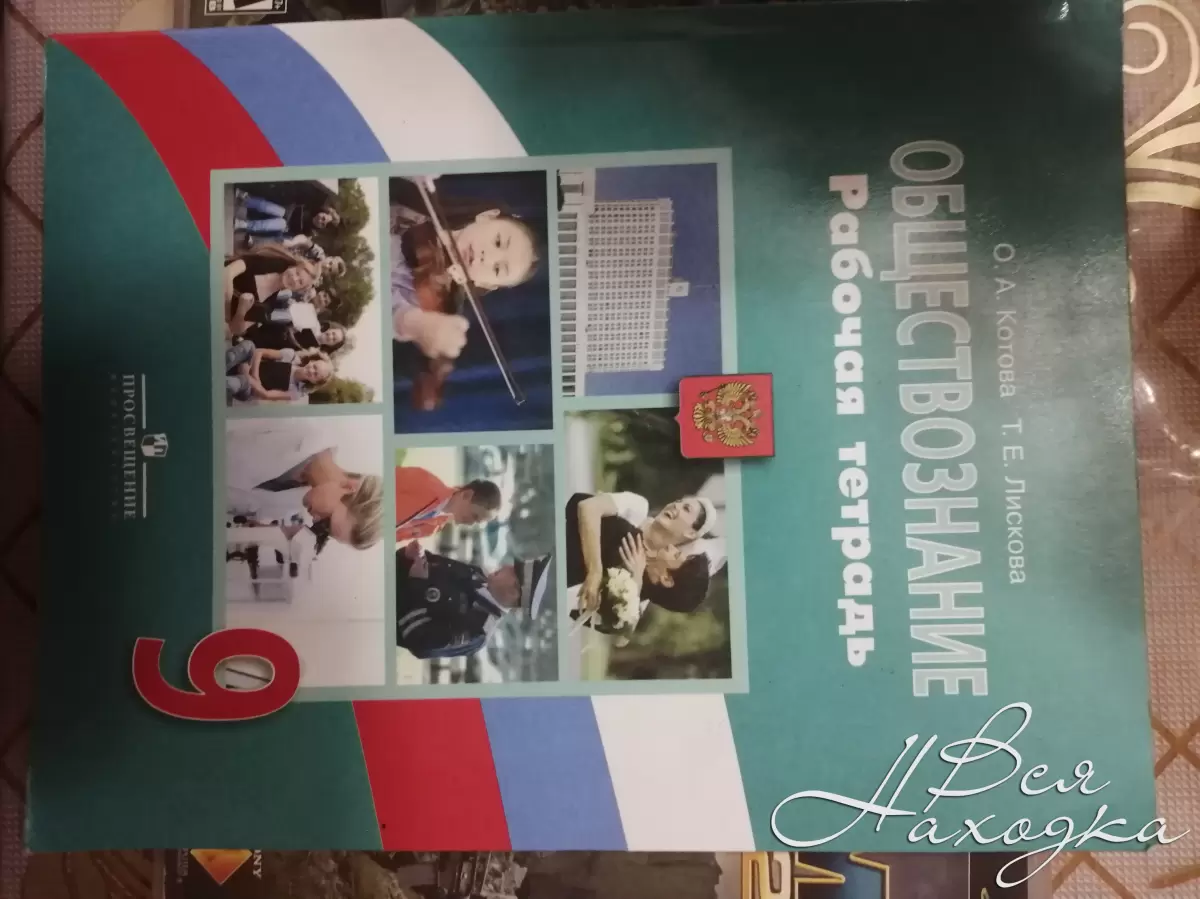 О. А. Котова Т. Е. Лискова
ОБЩЕСТВОЗНАНИЕ
рабочая тетрадь
9
ПРОСВЕЩЕНИЕ
Вся
Находка